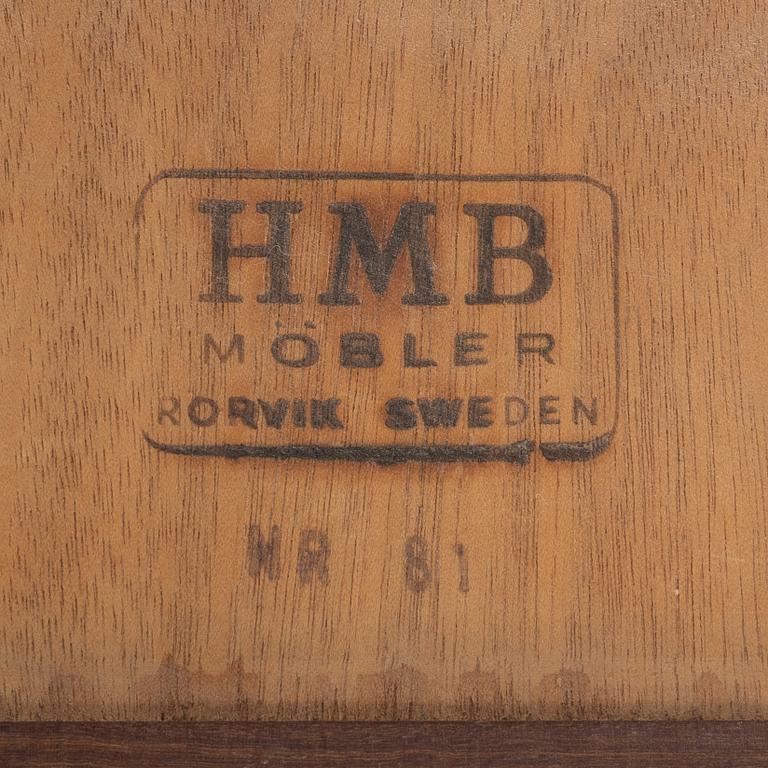 HMB
MÖBLER
RORVIK SWEDEN
NR 81